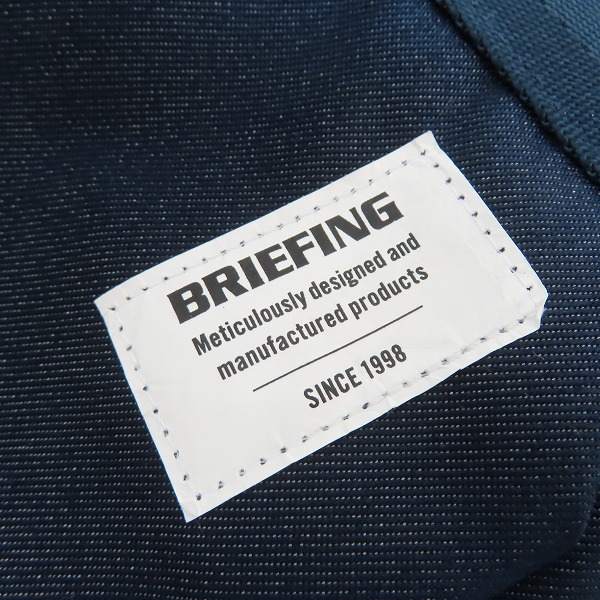 BRIEFING
Meticulously designed and
manufactured products
SINCE 1998